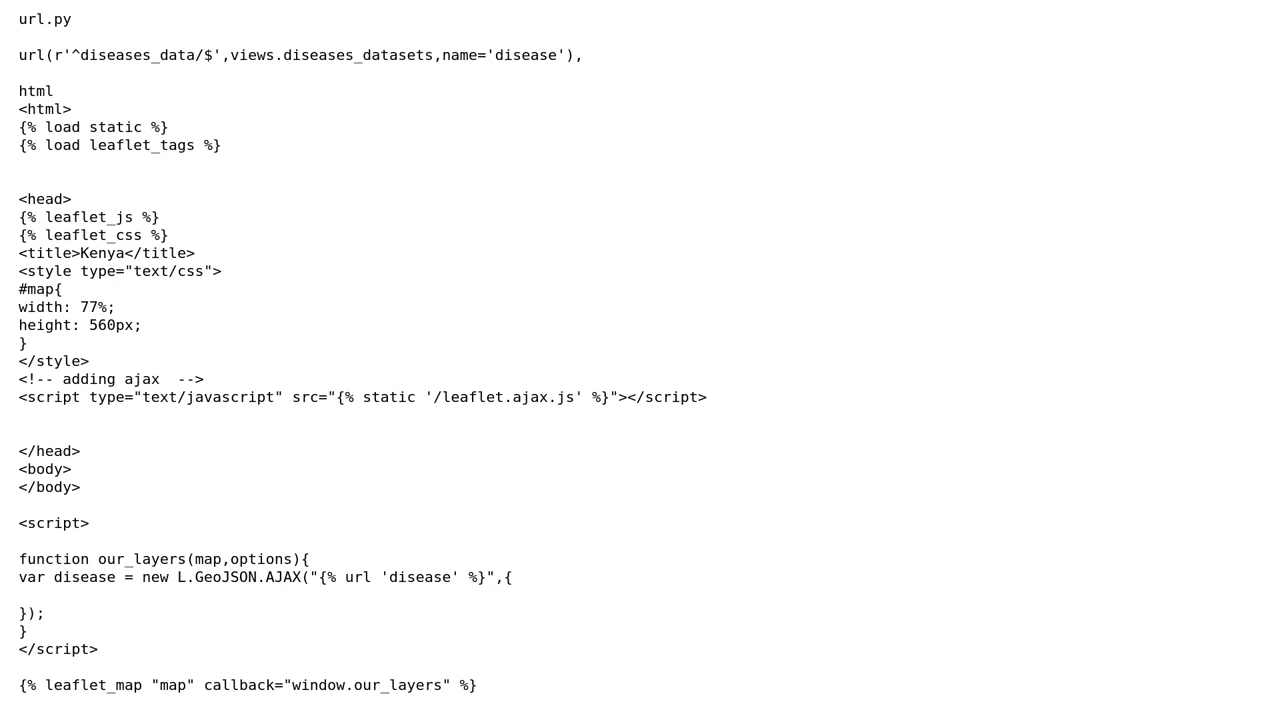 url.py
url(r'^diseases_data/$',views.diseases_datasets,name='disease'),
html
<html>
{% load static %}
{% load leaflet_tags %}
<head>
{% leaflet_js %}
{% leaflet_css %}
<title>Kenya</title>
<style type="text/css">
#map{
width: 77%;
height: 560px;
}
</style>
<!-- adding ajax  -->
<script type="text/javascript" src="{% static '/leaflet.ajax.js' %}"></script>
</head>
<body>
</body>
<script>
function our_layers(map,options){
var disease = new L.GeoJSON.AJAX("{% url 'disease' %}",{
});
}
</script>
{% leaflet_map "map" callback="window.our_layers" %}